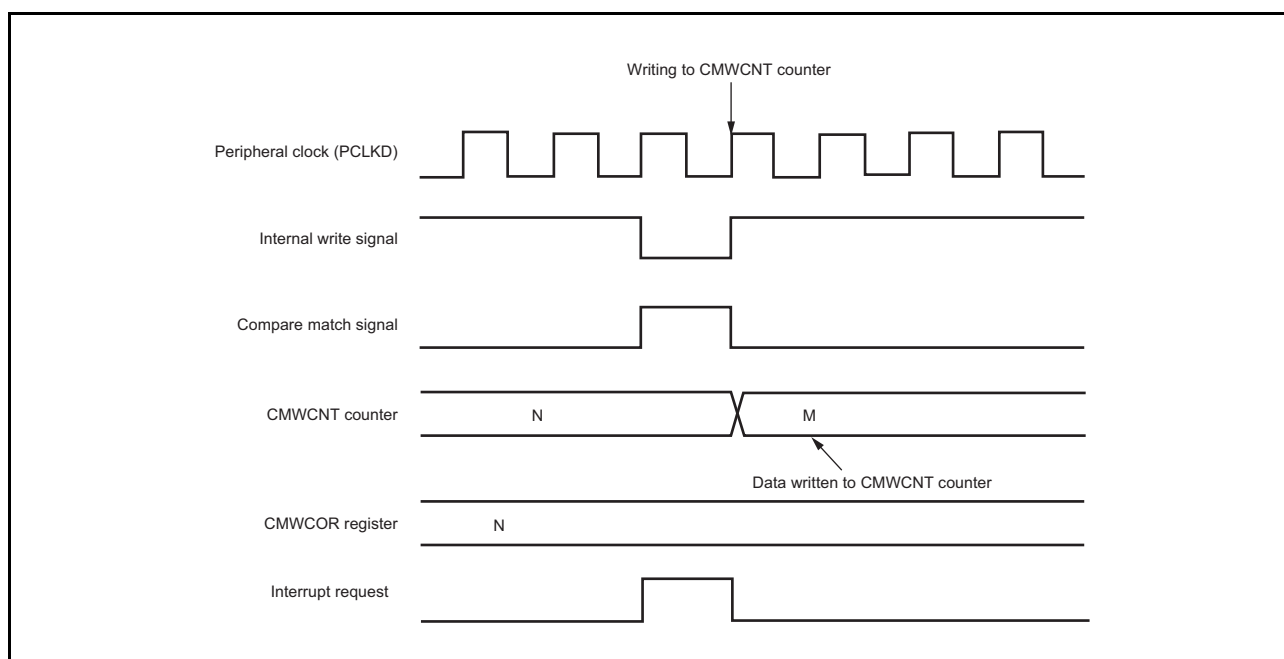 Writing to CMWCNT counter
Peripheral clock (PCLKD)
Internal write signal
Compare match signal
CMWCNT counter
N
M
Data written to CMWCNT counter
CMWCOR register
N
Interrupt request